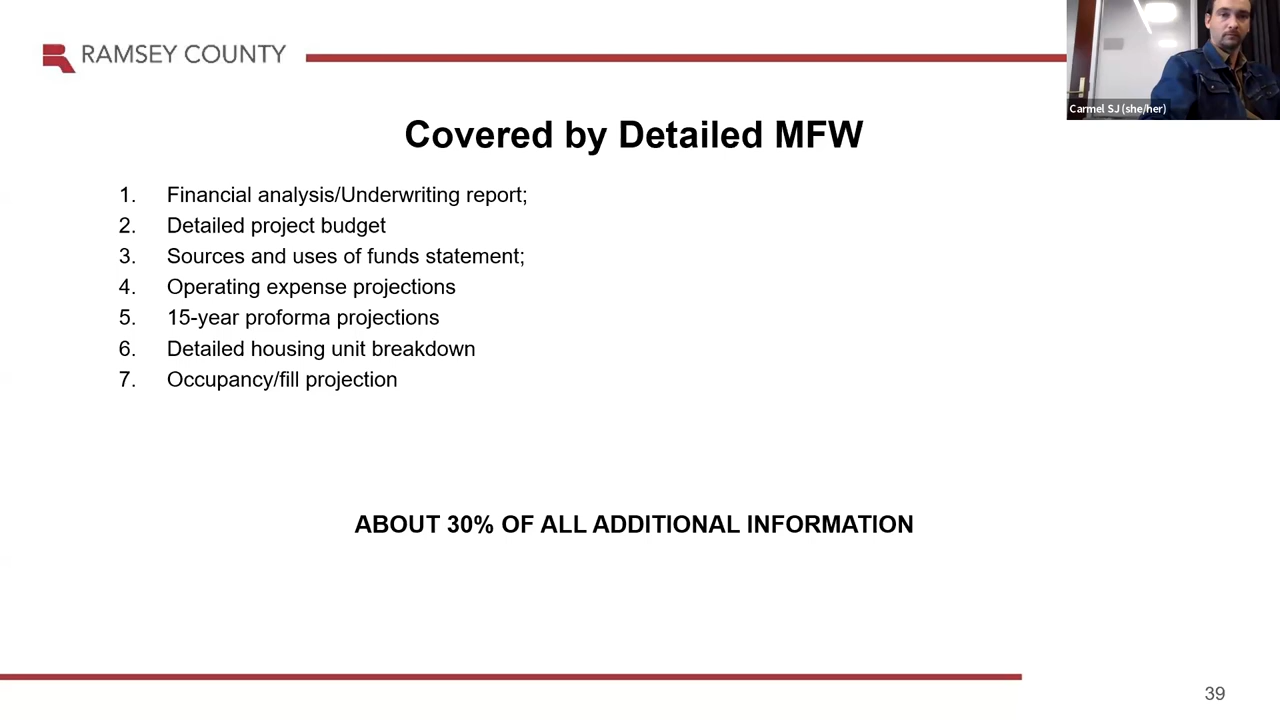 RAMSEY COUNTY
Carmel SJ (she/her)
Covered by Detailed MFW
1. Financial analysis/Underwriting report;
2. Detailed project budget
3. Sources and uses of funds statement;
4. Operating expense projections
5. 15-year proforma projections
6. Detailed housing unit breakdown
7. Occupancy/fill projection
ABOUT 30% OF ALL ADDITIONAL INFORMATION
39